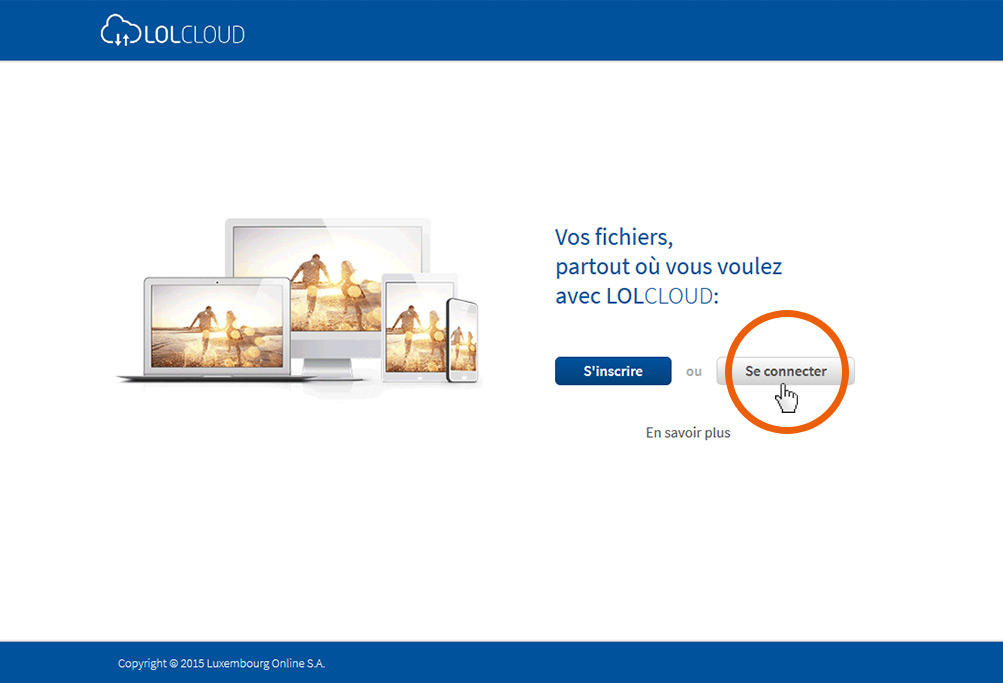 LOLCLOUD
Vos fichiers,
partout où vous voulez
avec LOLCLOUD:
S'inscrire ou Se connecter
En savoir plus
Copyright © 2015 Luxembourg Online S.A.